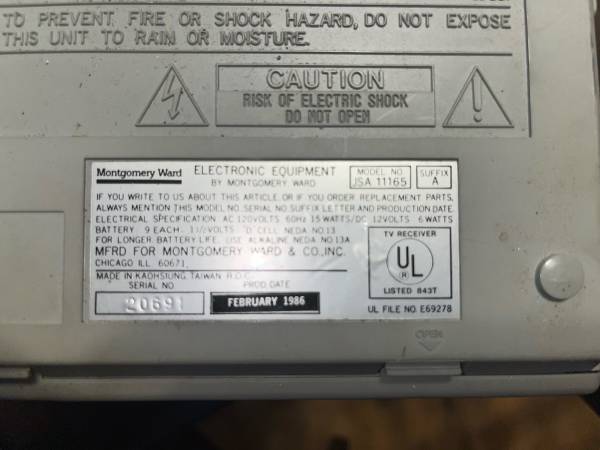 TO PREVENT FIRE OR SHOCK HAZARD, DO NOT EXPOSE
THIS UNIT TO RAIN OR MOISTURE.
CAUTION
RISK OF ELECTRIC SHOCK
DO NOT OPEN
Montgomery Ward
ELECTRONIC EQUIPMENT
BY MONTGOMERY WARD
MODEL NO.
JSA 11165
SUFFIX
A
IF YOU WRITE TO US ABOUT THIS ARTICLE, OR IF YOU ORDER REPLACEMENT PARTS,
ALWAYS MENTION THIS MODEL NO. SERIAL NO. SUFFIX LETTER AND PRODUCTION DATE.
ELECTRICAL SPECIFICATION AC 120VOLTS 60Hz 15 WATTS/DC 12VOLTS 6 WATTS
BATTERY 9 EACH. 1 1/2 VOLTS "D" CELL NEDA NO.13
FOR LONGER BATTERY LIFE, USE ALKALINE NEDA NO.13A
MFRD FOR MONTGOMERY WARD & CO., INC.
CHICAGO ILL 60671
MADE IN KAOHSIUNG TAIWAN R.O.C.
SERIAL NO.
PROD. DATE
20691
FEBRUARY 1986
TV RECEIVER
UL
R
LISTED 843T
UL FILE NO. E69278
OPEN